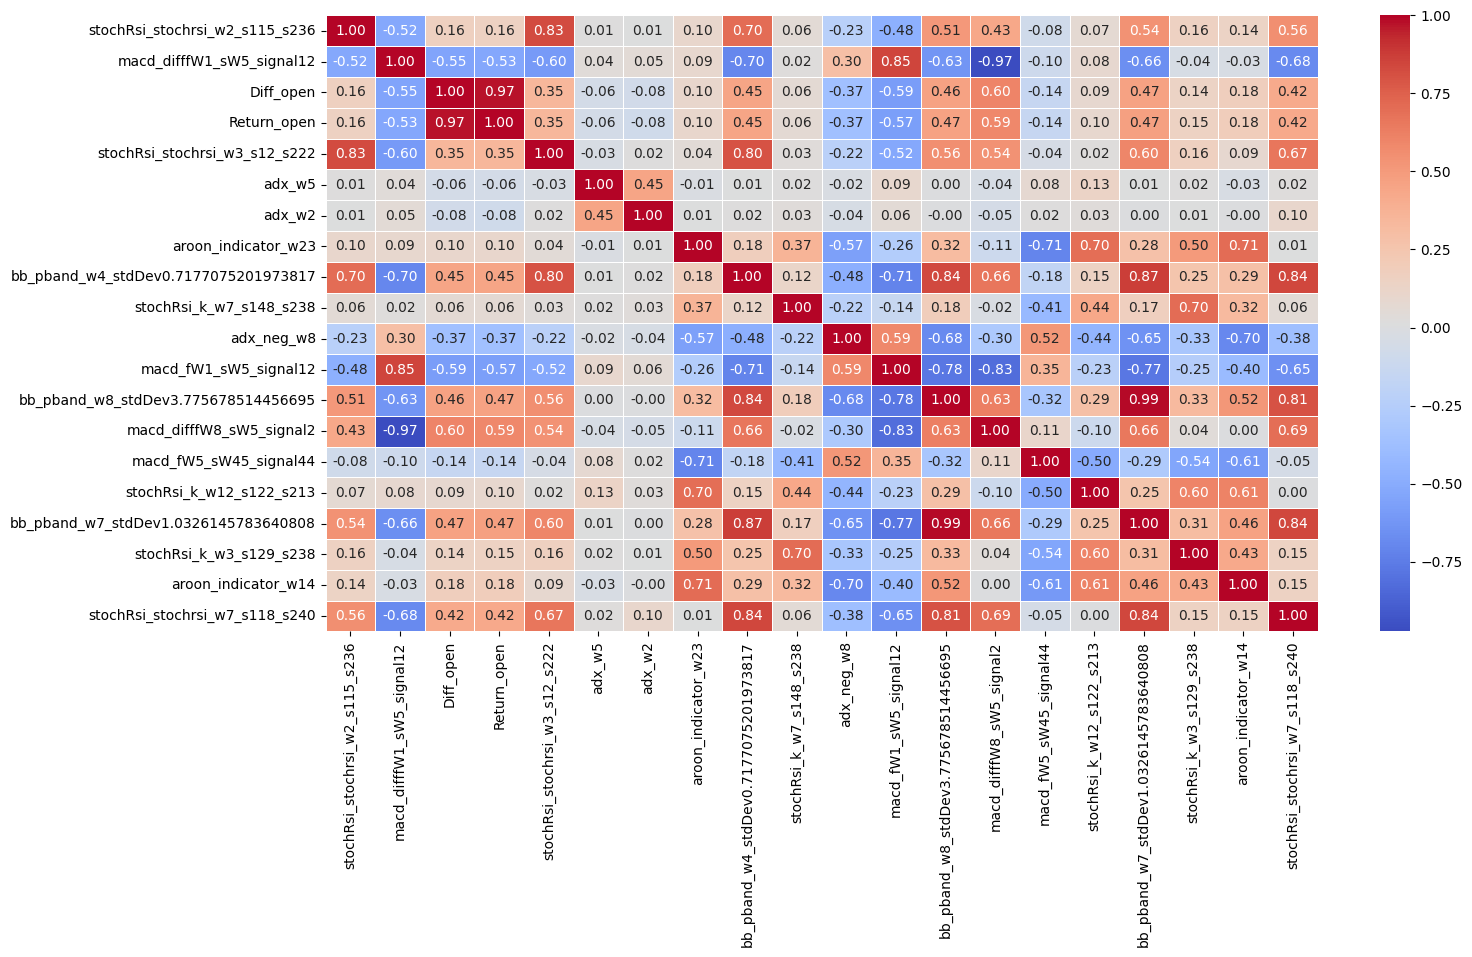 stochRsi_stochrsi_w2_s115_s236 1.00 -0.52 0.16 0.16 0.83 0.01 0.01 0.10 0.70 0.06 -0.23 -0.48 0.51 0.43 -0.08 0.07 0.54 0.16 0.14 0.56
macd_difffW1_sW5_signal12 -0.52 1.00 -0.55 -0.53 -0.60 0.04 0.05 0.09 -0.70 0.02 0.30 0.85 -0.63 -0.97 -0.10 0.08 -0.66 -0.04 -0.03 -0.68
Diff_open 0.16 -0.55 1.00 0.97 0.35 -0.06 -0.08 0.10 0.45 0.06 -0.37 -0.59 0.46 0.60 -0.14 0.09 0.47 0.14 0.18 0.42
Return_open 0.16 -0.53 0.97 1.00 0.35 -0.06 -0.08 0.10 0.45 0.06 -0.37 -0.57 0.47 0.59 -0.14 0.10 0.47 0.15 0.18 0.42
stochRsi_stochrsi_w3_s12_s222 0.83 -0.60 0.35 0.35 1.00 -0.03 0.02 0.04 0.80 0.03 -0.22 -0.52 0.56 0.54 -0.04 0.02 0.60 0.16 0.09 0.67
adx_w5 0.01 0.04 -0.06 -0.06 -0.03 1.00 0.45 -0.01 0.01 0.02 -0.02 0.09 0.00 -0.04 0.08 0.13 0.01 0.02 -0.03 0.02
adx_w2 0.01 0.05 -0.08 -0.08 0.02 0.45 1.00 0.01 0.02 0.03 -0.04 0.06 -0.00 -0.05 0.02 0.03 0.00 0.01 -0.00 0.10
aroon_indicator_w23 0.10 0.09 0.10 0.10 0.04 -0.01 0.01 1.00 0.18 0.37 -0.57 -0.26 0.32 -0.11 -0.71 0.70 0.28 0.50 0.71 0.01
bb_pband_w4_stdDev0.7177075201973817 0.70 -0.70 0.45 0.45 0.80 0.01 0.02 0.18 1.00 0.12 -0.48 -0.71 0.84 0.66 -0.18 0.15 0.87 0.25 0.29 0.84
stochRsi_k_w7_s148_s238 0.06 0.02 0.06 0.06 0.03 0.02 0.03 0.37 0.12 1.00 -0.22 -0.14 0.18 -0.02 -0.41 0.44 0.17 0.70 0.32 0.06
adx_neg_w8 -0.23 0.30 -0.37 -0.37 -0.22 -0.02 -0.04 -0.57 -0.48 -0.22 1.00 0.59 -0.68 -0.30 0.52 -0.44 -0.65 -0.33 -0.70 -0.38
macd_fW1_sW5_signal12 -0.48 0.85 -0.59 -0.57 -0.52 0.09 0.06 -0.26 -0.71 -0.14 0.59 1.00 -0.78 -0.83 0.35 -0.23 -0.77 -0.25 -0.40 -0.65
bb_pband_w8_stdDev3.775678514456695 0.51 -0.63 0.46 0.47 0.56 0.00 -0.00 0.32 0.84 0.18 -0.68 -0.78 1.00 0.63 -0.32 0.29 0.99 0.33 0.52 0.81
macd_difffW8_sW5_signal2 0.43 -0.97 0.60 0.59 0.54 -0.04 -0.05 -0.11 0.66 -0.02 -0.30 -0.83 0.63 1.00 0.11 -0.10 0.66 0.04 0.00 0.69
macd_fW5_sW45_signal44 -0.08 -0.10 -0.14 -0.14 -0.04 0.08 0.02 -0.71 -0.18 -0.41 0.52 0.35 -0.32 0.11 1.00 -0.50 -0.29 -0.54 -0.61 -0.05
stochRsi_k_w12_s122_s213 0.07 0.08 0.09 0.10 0.02 0.13 0.03 0.70 0.15 0.44 -0.44 -0.23 0.29 -0.10 -0.50 1.00 0.25 0.60 0.61 0.00
bb_pband_w7_stdDev1.0326145783640808 0.54 -0.66 0.47 0.47 0.60 0.01 0.00 0.28 0.87 0.17 -0.65 -0.77 0.99 0.66 -0.29 0.25 1.00 0.31 0.46 0.84
stochRsi_k_w3_s129_s238 0.16 -0.04 0.14 0.15 0.16 0.02 0.01 0.50 0.25 0.70 -0.33 -0.25 0.33 0.04 -0.54 0.60 0.31 1.00 0.43 0.15
aroon_indicator_w14 0.14 -0.03 0.18 0.18 0.09 -0.03 -0.00 0.71 0.29 0.32 -0.70 -0.40 0.52 0.00 -0.61 0.61 0.46 0.43 1.00 0.15
stochRsi_stochrsi_w7_s118_s240 0.56 -0.68 0.42 0.42 0.67 0.02 0.10 0.01 0.84 0.06 -0.38 -0.65 0.81 0.69 -0.05 0.00 0.84 0.15 0.15 1.00
stochRsi_stochrsi_w2_s115_s236
macd_difffW1_sW5_signal12
Diff_open
Return_open
stochRsi_stochrsi_w3_s12_s222
adx_w5
adx_w2
aroon_indicator_w23
bb_pband_w4_stdDev0.7177075201973817
stochRsi_k_w7_s148_s238
adx_neg_w8
macd_fW1_sW5_signal12
bb_pband_w8_stdDev3.775678514456695
macd_difffW8_sW5_signal2
macd_fW5_sW45_signal44
stochRsi_k_w12_s122_s213
bb_pband_w7_stdDev1.0326145783640808
stochRsi_k_w3_s129_s238
aroon_indicator_w14
stochRsi_stochrsi_w7_s118_s240
1.00
0.75
0.50
0.25
0.00
-0.25
-0.50
-0.75